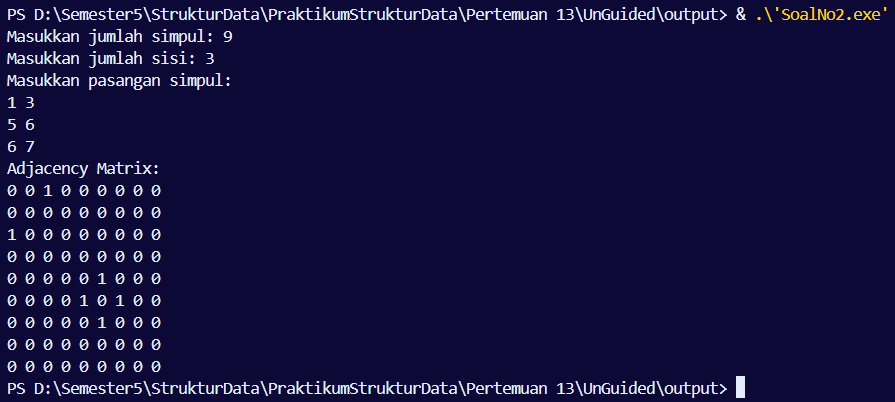 PS D:\Semester5\StrukturData\PraktikumStrukturData\Pertemuan 13\UnGuided\output> & .\'SoalNo2.exe'
Masukkan jumlah simpul: 9
Masukkan jumlah sisi: 3
Masukkan pasangan simpul:
1 3
5 6
6 7
Adjacency Matrix:
0 0 1 0 0 0 0 0 0
0 0 0 0 0 0 0 0 0
1 0 0 0 0 0 0 0 0
0 0 0 0 0 0 0 0 0
0 0 0 0 0 1 0 0 0
0 0 0 0 1 0 1 0 0
0 0 0 0 0 1 0 0 0
0 0 0 0 0 0 0 0 0
0 0 0 0 0 0 0 0 0
PS D:\Semester5\StrukturData\PraktikumStrukturData\Pertemuan 13\UnGuided\output>